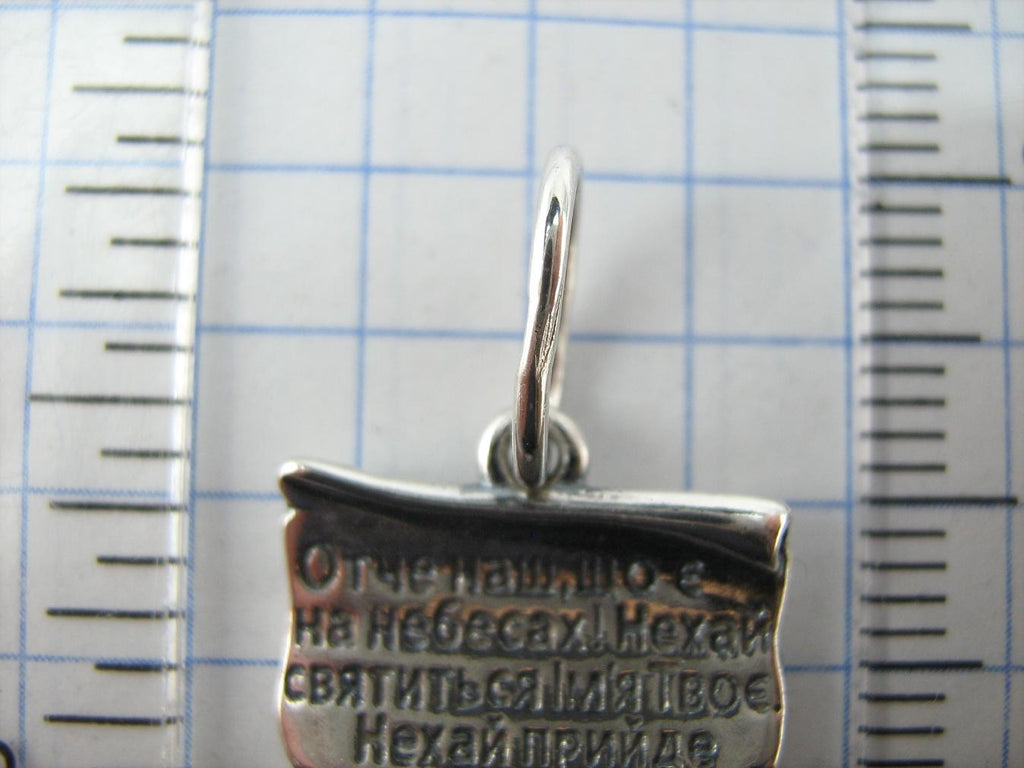 Отче наш, що є
на небесах! Нехай
святиться Ім'я Твоє.
Нехай прийде